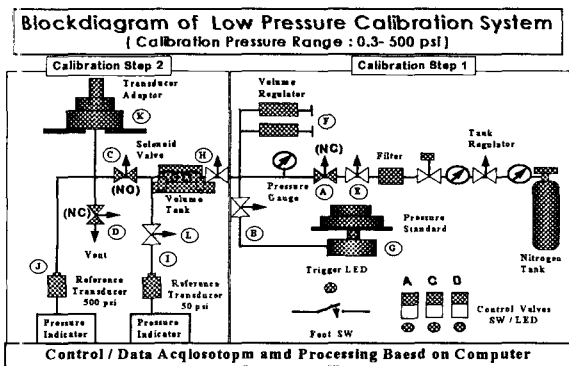 Blockdiagram of Low Pressure Calibration System
( Calibration Pressure Range : 0.3- 500 psi )
Calibration Step 2
Calibration Step 1
Transducer
Adaptor
K
Volume
Regulator
F
Solenoid
Valve
C
H
(NO)
(NC)
Tank
Regulator
Filter
Volume
Tank
Pressure
Gauge
A
E
(NC)
D
Vent
L
B
Pressure
Standard
G
J
I
Reference
Transducer
500 psi
Reference
Transducer
50 psi
Trigger LED
Nitrogen
Tank
A C D
Control Valves
SW / LED
Foot SW
Pressure
Indicator
Pressure
Indicator
Control / Data Acqiosotopm amd Processing Baesd on Computer